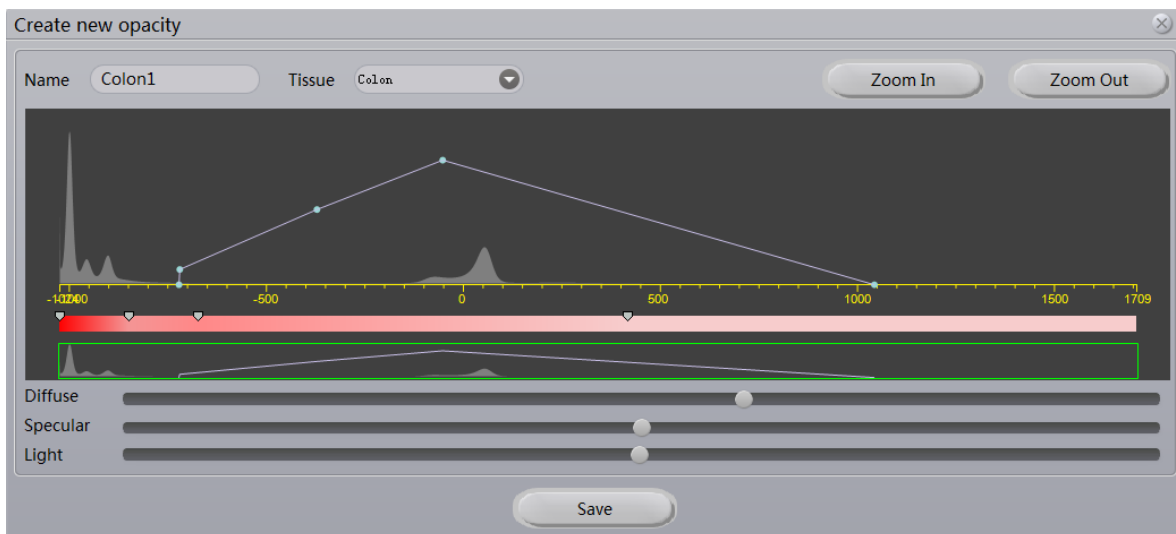 Create new opacity
Name Colon1 Tissue Colon Zoom In Zoom Out
-500 0 500 1000 1500 1709
Diffuse
Specular
Light
Save